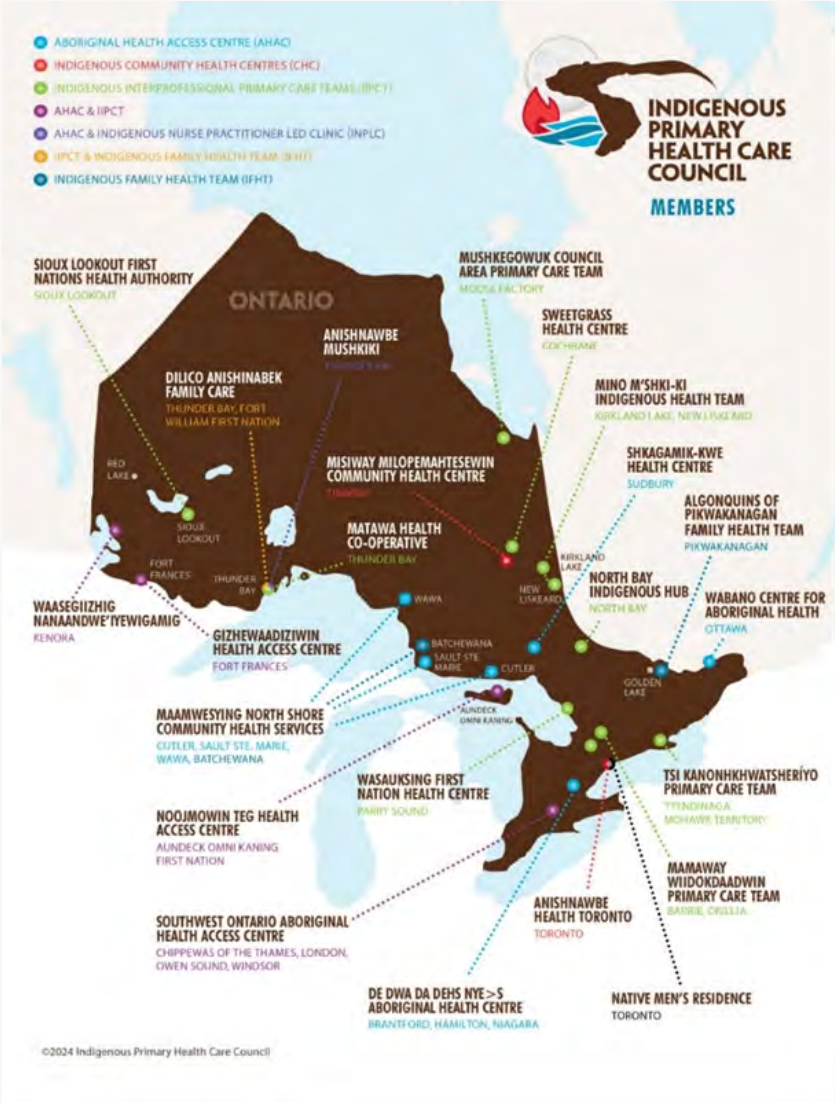 ABORIGINAL HEALTH ACCESS CENTRE (AHAC)
INDIGENOUS COMMUNITY HEALTH CENTRES (CHC)
INDIGENOUS INTERPROFESSIONAL PRIMARY CARE TEAMS (IIPCT)
AHAC & IIPCT
AHAC & INDIGENOUS NURSE PRACTITIONER LED CLINIC (INPLC)
IIPCT & INDIGENOUS FAMILY HEALTH TEAM (IFHT)
INDIGENOUS FAMILY HEALTH TEAM (IFHT)
INDIGENOUS
PRIMARY
HEALTH CARE
COUNCIL
MEMBERS
SIOUX LOOKOUT FIRST
NATIONS HEALTH AUTHORITY
SIOUX LOOKOUT
ONTARIO
MUSHKEGOWUK COUNCIL
AREA PRIMARY CARE TEAM
MOOSE FACTORY
SWEETGRASS
HEALTH CENTRE
COCHRANE
ANISHNAWBE
MUSHKIKI
THUNDER BAY
DILICO ANISHINABEK
FAMILY CARE
THUNDER BAY, FORT
WILLIAM FIRST NATION
MINO M'SHKI-KI
INDIGENOUS HEALTH TEAM
KIRKLAND LAKE, NEW LISKEARD
MISIWAY MILOPEMAHTESEWIN
COMMUNITY HEALTH CENTRE
TIMMINS
SHKAGAMIK-KWE
HEALTH CENTRE
SUDBURY
ALGONQUINS OF
PIKWAKANAGAN
FAMILY HEALTH TEAM
PIKWAKANAGAN
RED
LAKE
SIOUX
LOOKOUT
MATAWA HEALTH
CO-OPERATIVE
THUNDER BAY
FORT
FRANCES
THUNDER
BAY
KIRKLAND
LAKE
NEW
LISKEARD
NORTH BAY
INDIGENOUS HUB
NORTH BAY
WABANO CENTRE FOR
ABORIGINAL HEALTH
OTTAWA
WAASEGIIZHIG
NANAANDWE'IYEWIGAMIG
KENORA
GIZHEWAADIZIWIN
HEALTH ACCESS CENTRE
FORT FRANCES
WAWA
BATCHEWANA
SAULT STE.
MARIE
CUTLER
GOLDEN
LAKE
AUNDECK
OMNI KANING
MAAMWESYING NORTH SHORE
COMMUNITY HEALTH SERVICES
CUTLER, SAULT STE. MARIE,
WAWA, BATCHEWANA
WASAUKSING FIRST
NATION HEALTH CENTRE
PARRY SOUND
TSI KANONHKHWATSHERÍYO
PRIMARY CARE TEAM
TYENDINAGA
MOHAWK TERRITORY
NOOJMOWIN TEG HEALTH
ACCESS CENTRE
AUNDECK OMNI KANING
FIRST NATION
MAMAWAY
WIIDOKDAADWIN
PRIMARY CARE TEAM
BARRIE, ORILLIA
ANISHNAWBE
HEALTH TORONTO
TORONTO
SOUTHWEST ONTARIO ABORIGINAL
HEALTH ACCESS CENTRE
CHIPPEWAS OF THE THAMES, LONDON,
OWEN SOUND, WINDSOR
DE DWA DA DEHS NYE>S
ABORIGINAL HEALTH CENTRE
BRANTFORD, HAMILTON, NIAGARA
NATIVE MEN'S RESIDENCE
TORONTO
©2024 Indigenous Primary Health Care Council